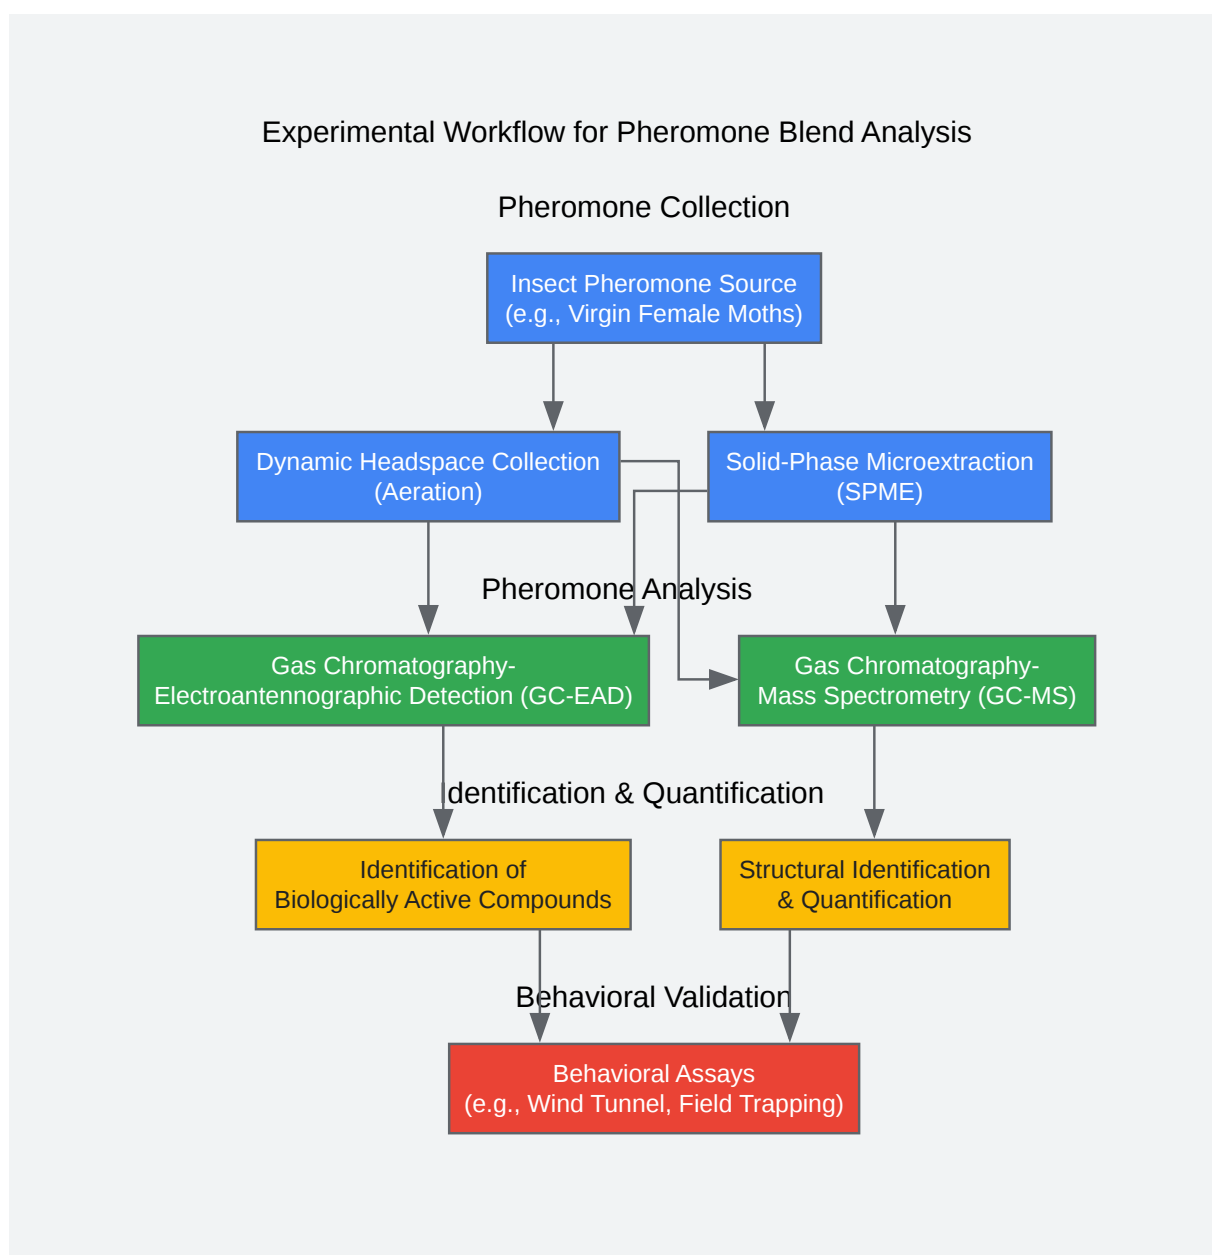 Experimental Workflow for Pheromone Blend Analysis
Pheromone Collection
Insect Pheromone Source
(e.g., Virgin Female Moths)
Dynamic Headspace Collection
(Aeration)
Solid-Phase Microextraction
(SPME)
Pheromone Analysis
Gas Chromatography-
Electroantennographic Detection (GC-EAD)
Gas Chromatography-
Mass Spectrometry (GC-MS)
Identification & Quantification
Identification of
Biologically Active Compounds
Structural Identification
& Quantification
Behavioral Validation
Behavioral Assays
(e.g., Wind Tunnel, Field Trapping)